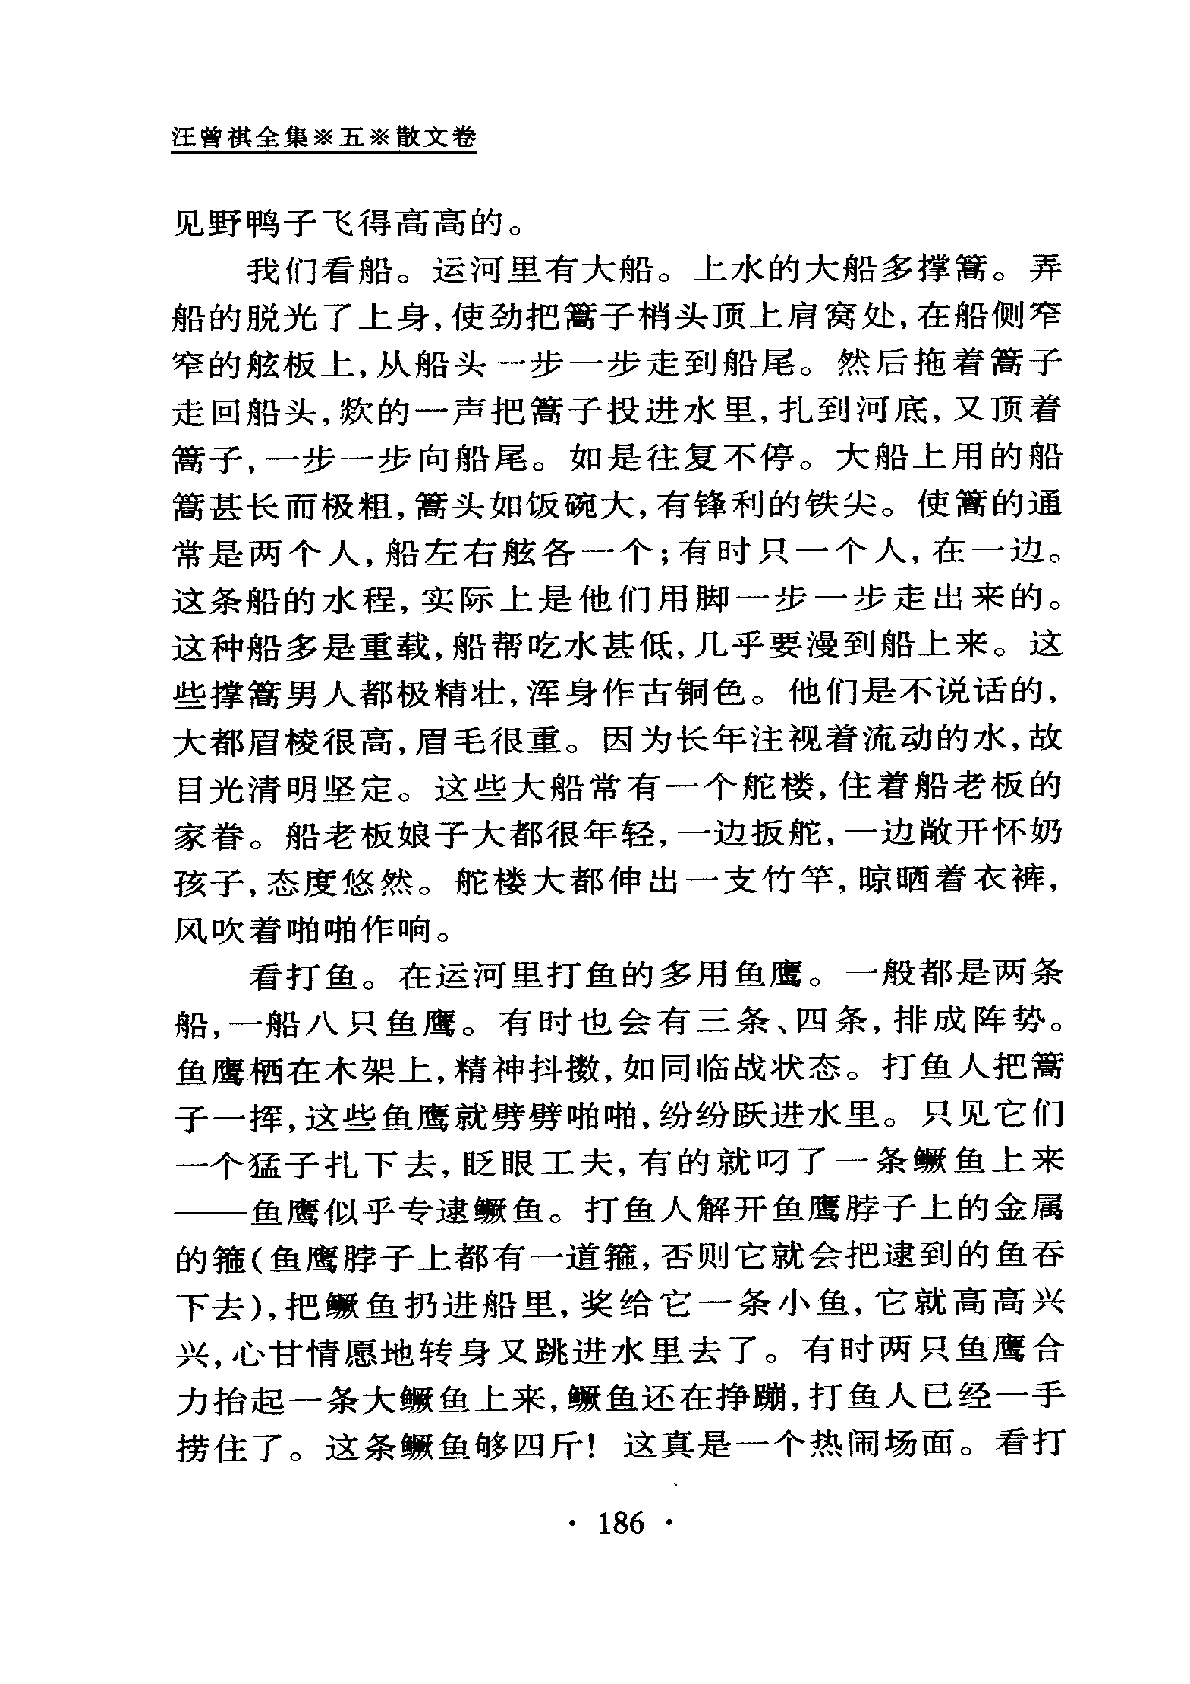 汪曾祺全集※五※散文卷
见野鸭子飞得高高的。
我们看船。运河里有大船。上水的大船多撑篙。弄
船的脱光了上身,使劲把篙子梢头顶上肩窝处,在船侧窄
窄的舷板上,从船头一步一步走到船尾。然后拖着篙子
走回船头,欻的一声把篙子投进水里,扎到河底,又顶着
篙子,一步一步向船尾。如是往复不停。大船上用的船
篙甚长而极粗,篙头如饭碗大,有锋利的铁尖。使篙的通
常是两个人,船左右舷各一个;有时只一个人,在一边。
这条船的水程,实际上是他们用脚一步一步走出来的。
这种船多是重载,船帮吃水甚低,几乎要漫到船上来。这
些撑篙男人都极精壮,浑身作古铜色。他们是不说话的,
大都眉棱很高,眉毛很重。因为长年注视着流动的水,故
目光清明坚定。这些大船常有一个舵楼,住着船老板的
家眷。船老板娘子大都很年轻,一边扳舵,一边敞开怀奶
孩子,态度悠然。舵楼大都伸出一支竹竿,晾晒着衣裤,
风吹着啪啪作响。
看打鱼。在运河里打鱼的多用鱼鹰。一般都是两条
船,一船八只鱼鹰。有时也会有三条、四条,排成阵势。
鱼鹰栖在木架上,精神抖擞,如同临战状态。打鱼人把篙
子一挥,这些鱼鹰就劈劈啪啪,纷纷跃进水里。只见它们
一个猛子扎下去,眨眼工夫,有的就叼了一条鳜鱼上来
——鱼鹰似乎专逮鳜鱼。打鱼人解开鱼鹰脖子上的金属
的箍(鱼鹰脖子上都有一道箍,否则它就会把逮到的鱼吞
下去),把鳜鱼扔进船里,奖给它一条小鱼,它就高高兴
兴,心甘情愿地转身又跳进水里去了。有时两只鱼鹰合
力抬起一条大鳜鱼上来,鳜鱼还在挣蹦,打鱼人已经一手
捞住了。这条鳜鱼够四斤!这真是一个热闹场面。看打
· 186 ·